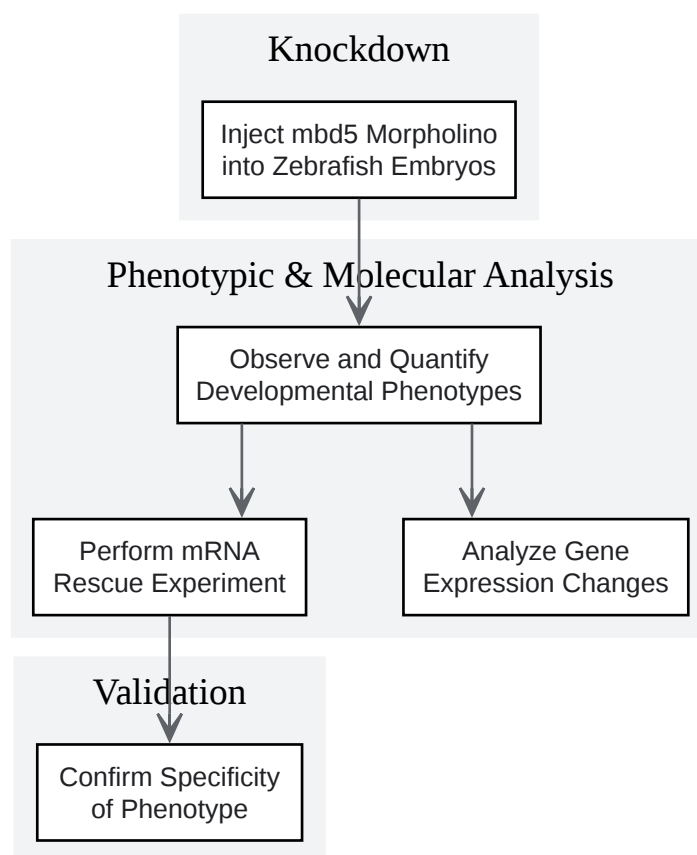 Knockdown
Inject mbd5 Morpholino
into Zebrafish Embryos
Phenotypic & Molecular Analysis
Observe and Quantify
Developmental Phenotypes
Perform mRNA
Rescue Experiment
Analyze Gene
Expression Changes
Validation
Confirm Specificity
of Phenotype